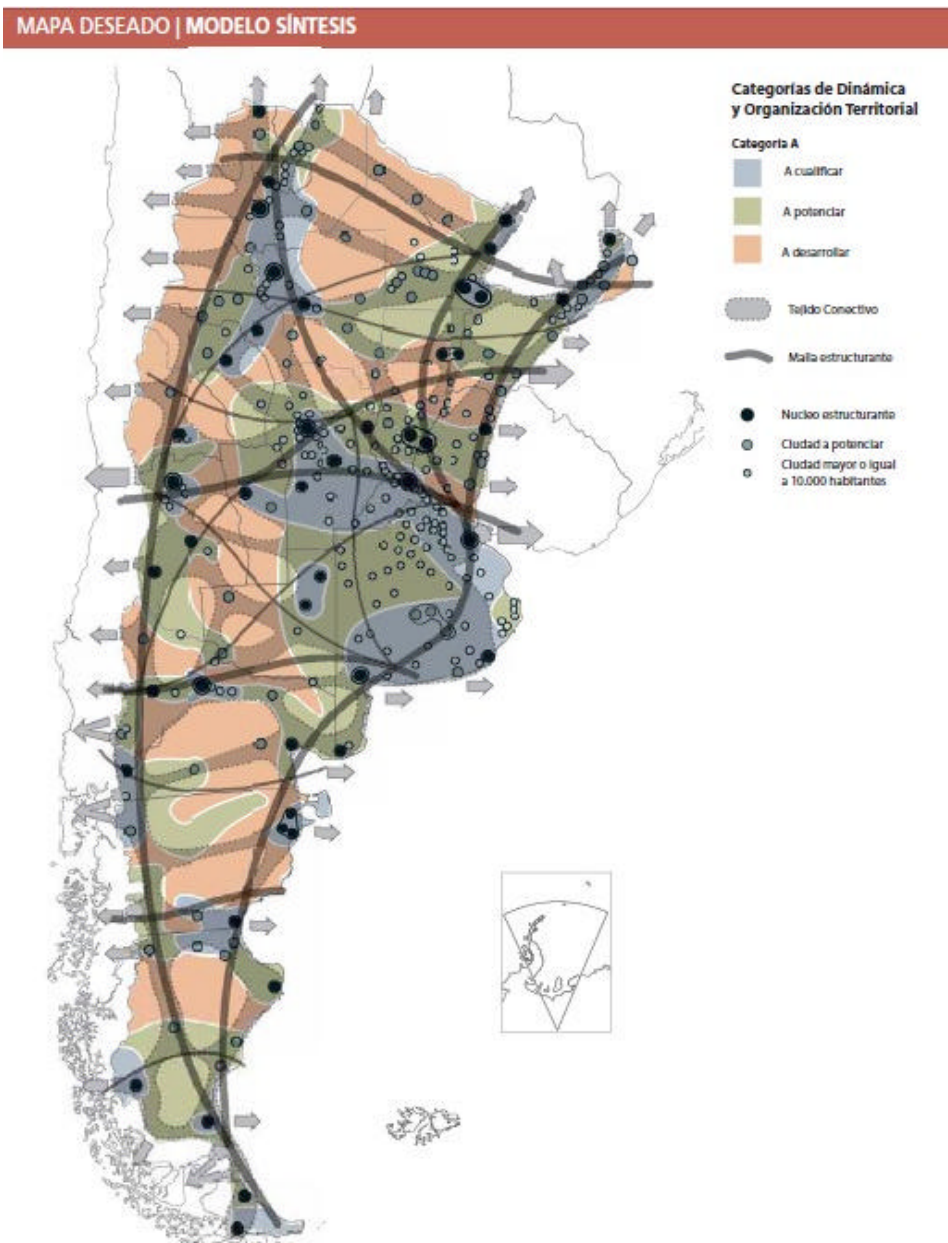 MAPA DESEADO | MODELO SÍNTESIS
Categorías de Dinámica
y Organización Territorial
Categoría A
A cualificar
A potenciar
A desarrollar
Tejido Conectivo
Malla estructurante
Nucleo estructurante
Ciudad a potenciar
Ciudad mayor o igual
a 10.000 habitantes